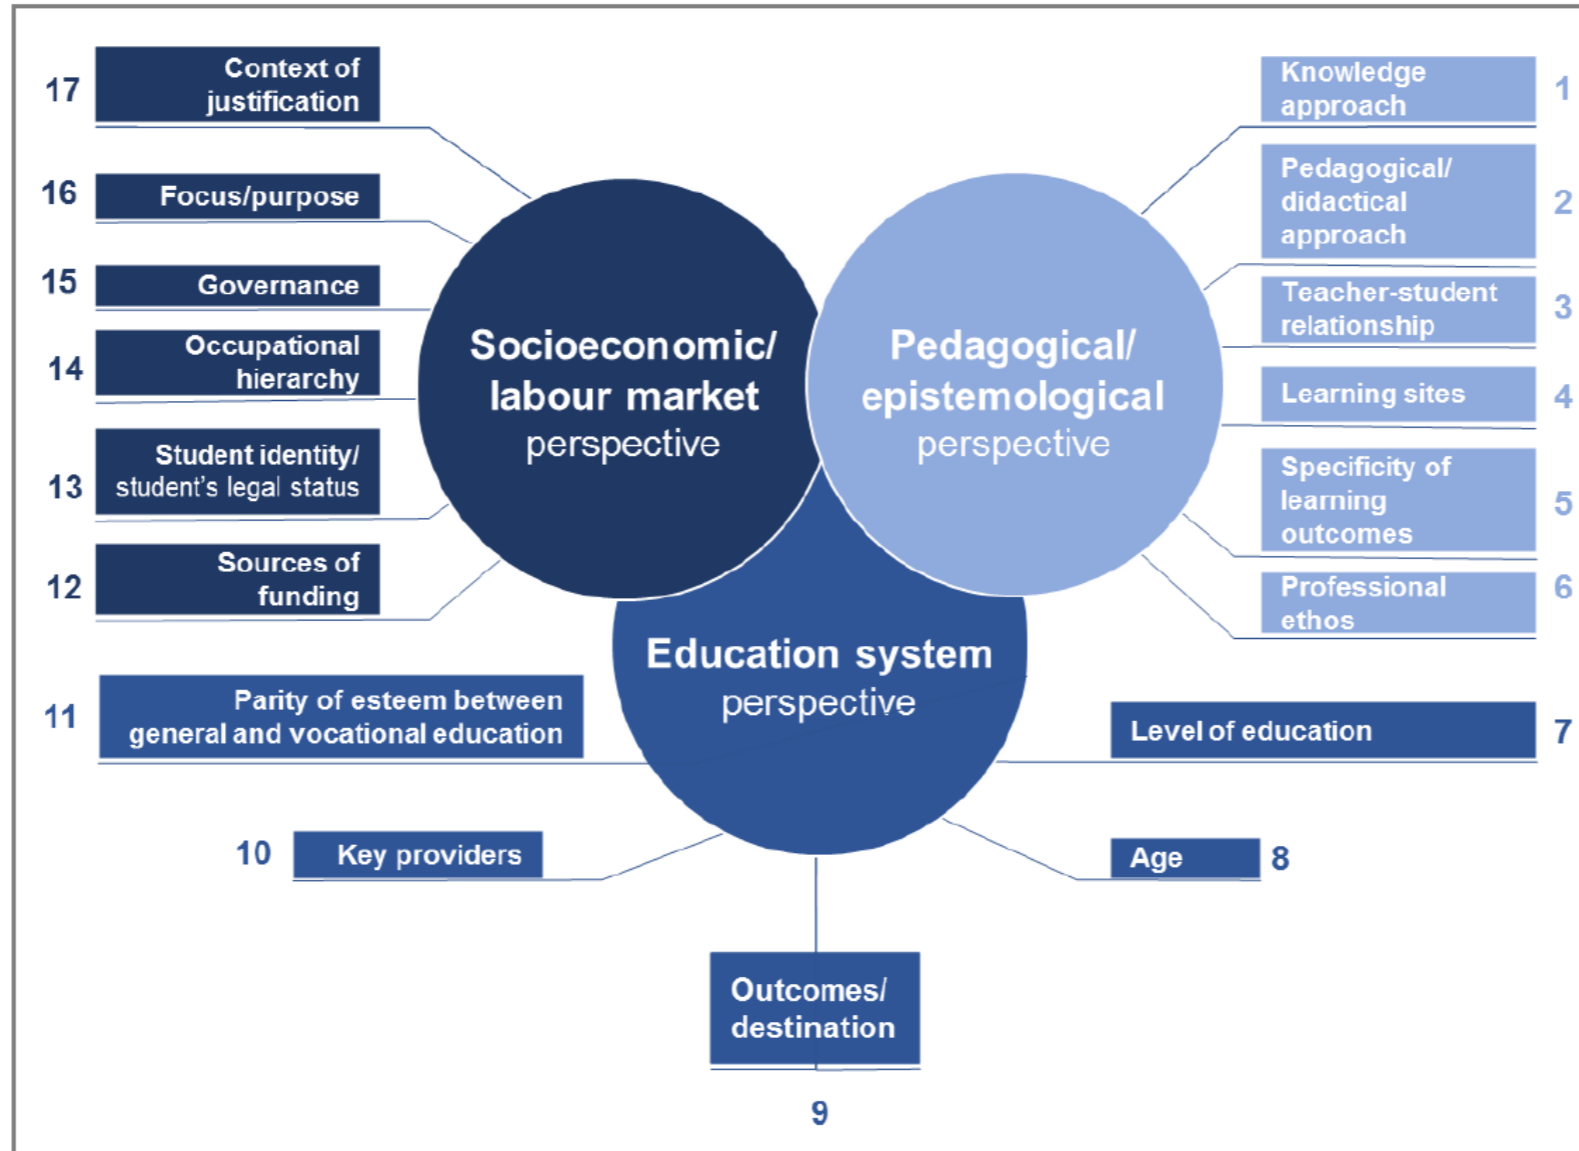 17
Context of
justification
16
Focus/purpose
15
Governance
14
Occupational
hierarchy
13
Student identity/
student's legal status
12
Sources of
funding
11
Parity of esteem between
general and vocational education
10
Key providers
Socioeconomic/
labour market
perspective
Pedagogical/
epistemological
perspective
Education system
perspective
Knowledge
approach
1
Pedagogical/
didactical
approach
2
Teacher-student
relationship
3
Learning sites
4
Specificity of
learning
outcomes
5
Professional
ethos
6
Level of education
7
Age
8
Outcomes/
destination
9